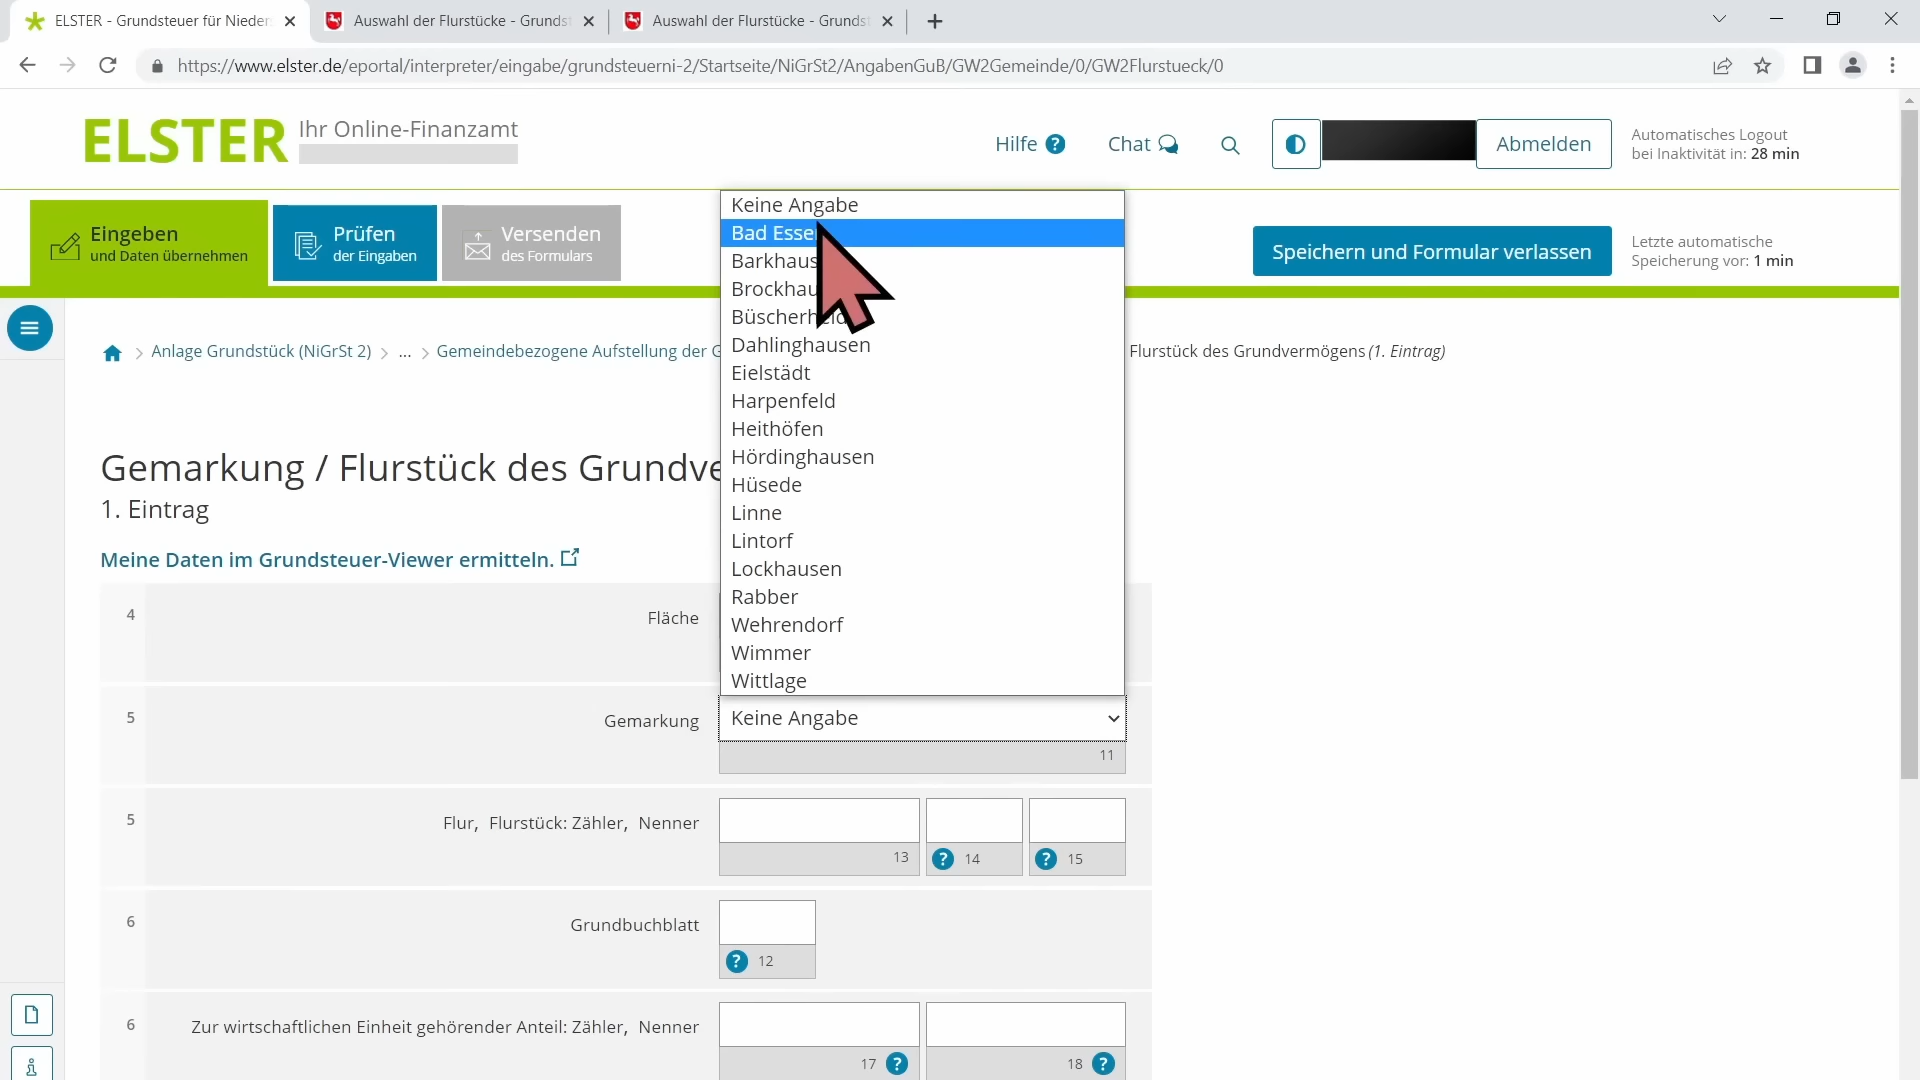 ELSTER - Grundsteuer für Nieder
Auswahl der Flurstücke - Grundst
Auswahl der Flurstücke - Grundst
https://www.elster.de/eportal/interpreter/eingabe/grundsteuerni-2/Startseite/NiGrSt2/AngabenGuB/GW2Gemeinde/0/GW2Flurstueck/0
ELSTER
Ihr Online-Finanzamt
Hilfe ?
Chat
Abmelden
Automatisches Logout
bei Inaktivität in: 28 min
Eingeben
und Daten übernehmen
Prüfen
der Eingaben
Versenden
des Formulars
Speichern und Formular verlassen
Letzte automatische
Speicherung vor: 1 min
Anlage Grundstück (NiGrSt 2) > ... > Gemeindebezogene Aufstellung der G
Flurstück des Grundvermögens (1. Eintrag)
Keine Angabe
Bad Esse
Barkhaus
Brockhau
Büscherheide
Dahlinghausen
Eielstädt
Harpenfeld
Heithöfen
Hördinghausen
Hüsede
Linne
Lintorf
Lockhausen
Rabber
Wehrendorf
Wimmer
Wittlage
Gemarkung / Flurstück des Grundve
1. Eintrag
Meine Daten im Grundsteuer-Viewer ermitteln.
4 Fläche
5 Gemarkung Keine Angabe
11
5 Flur, Flurstück: Zähler, Nenner
13 ? 14 ? 15
6 Grundbuchblatt
? 12
6 Zur wirtschaftlichen Einheit gehörender Anteil: Zähler, Nenner
17 ? 18 ?